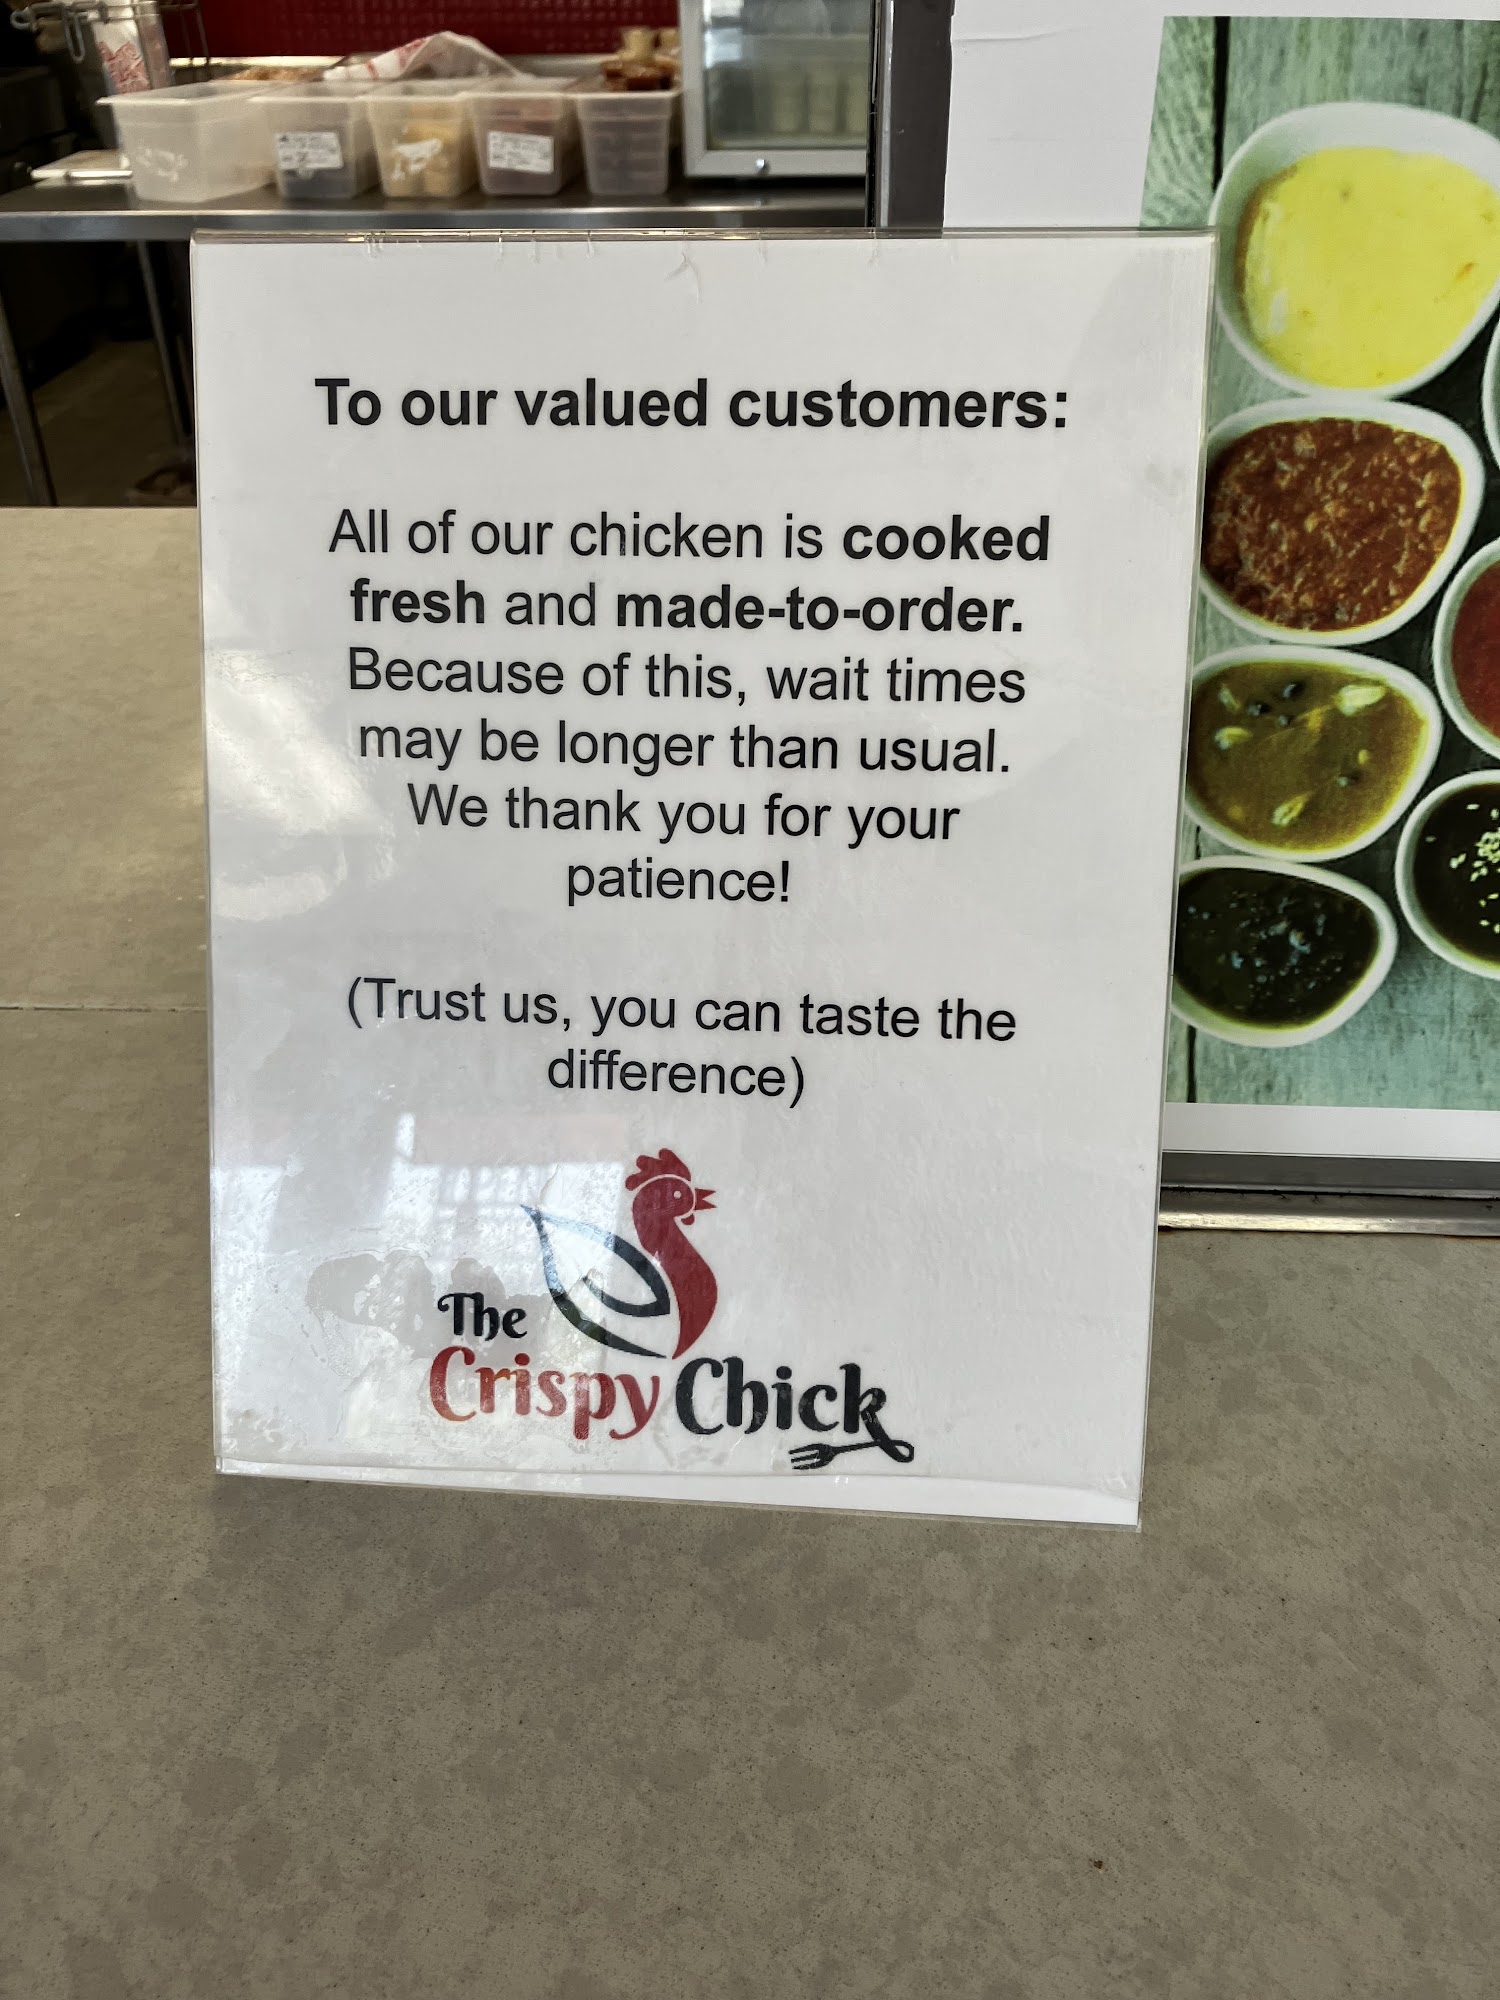 To our valued customers:
All of our chicken is cooked
fresh and made-to-order.
Because of this, wait times
may be longer than usual.
We thank you for your
patience!
(Trust us, you can taste the
difference)
The
Crispy Chick